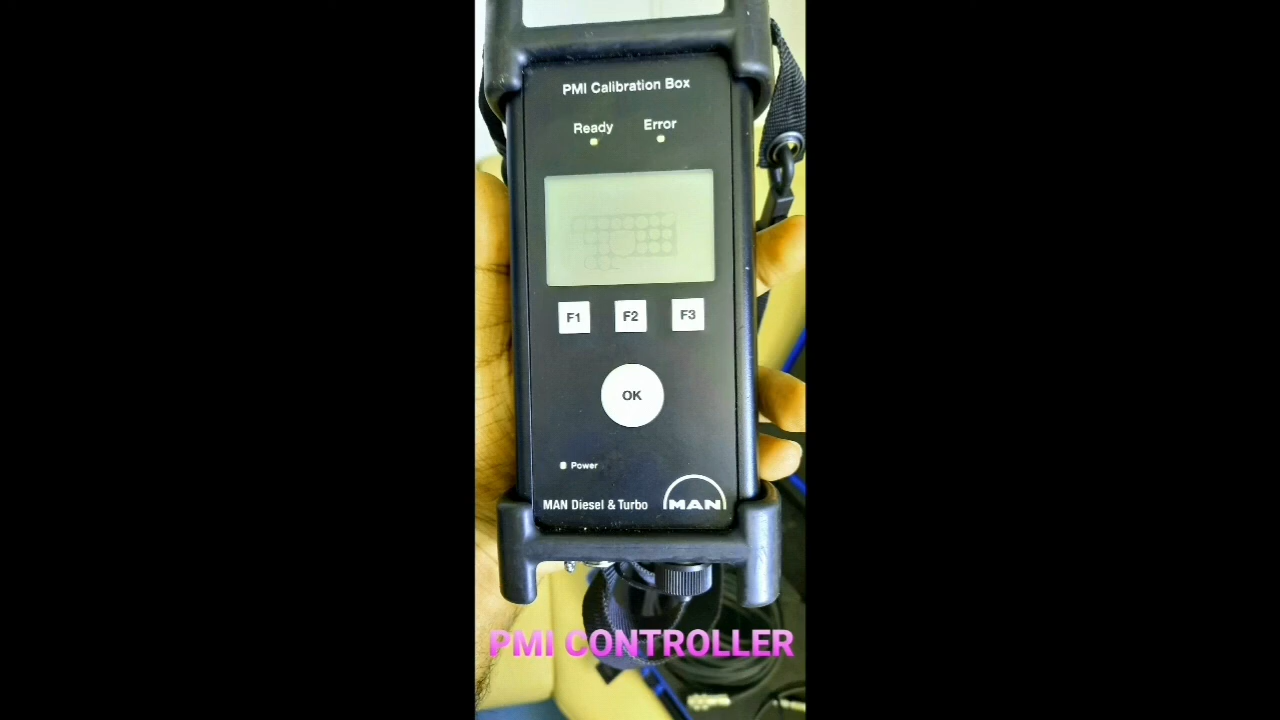 PMI Calibration Box
Ready Error
F1 F2 F3
OK
Power
MAN Diesel & Turbo MAN
PMI CONTROLLER